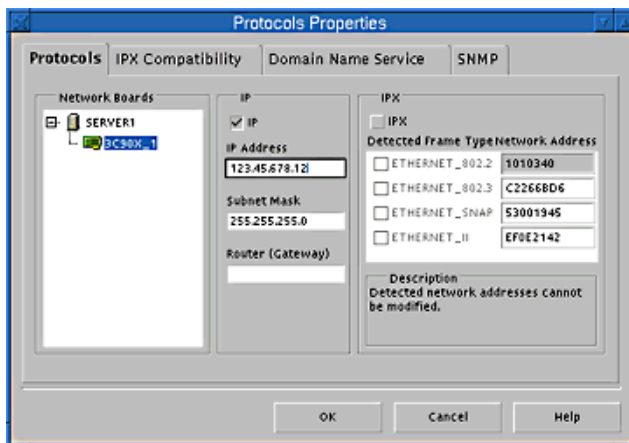 Protocols Properties
Protocols IPX Compatibility Domain Name Service SNMP
Network Boards
SERVER1
3C90X_1
IP
IP
IP Address
123.45.678.12
Subnet Mask
255.255.255.0
Router (Gateway)
IPX
IPX
Detected Frame Type Network Address
ETHERNET_802.2 1010340
ETHERNET_802.3 C2266BD6
ETHERNET_SNAP 53001945
ETHERNET_II EF0E2142
Description
Detected network addresses cannot
be modified.
OK Cancel Help